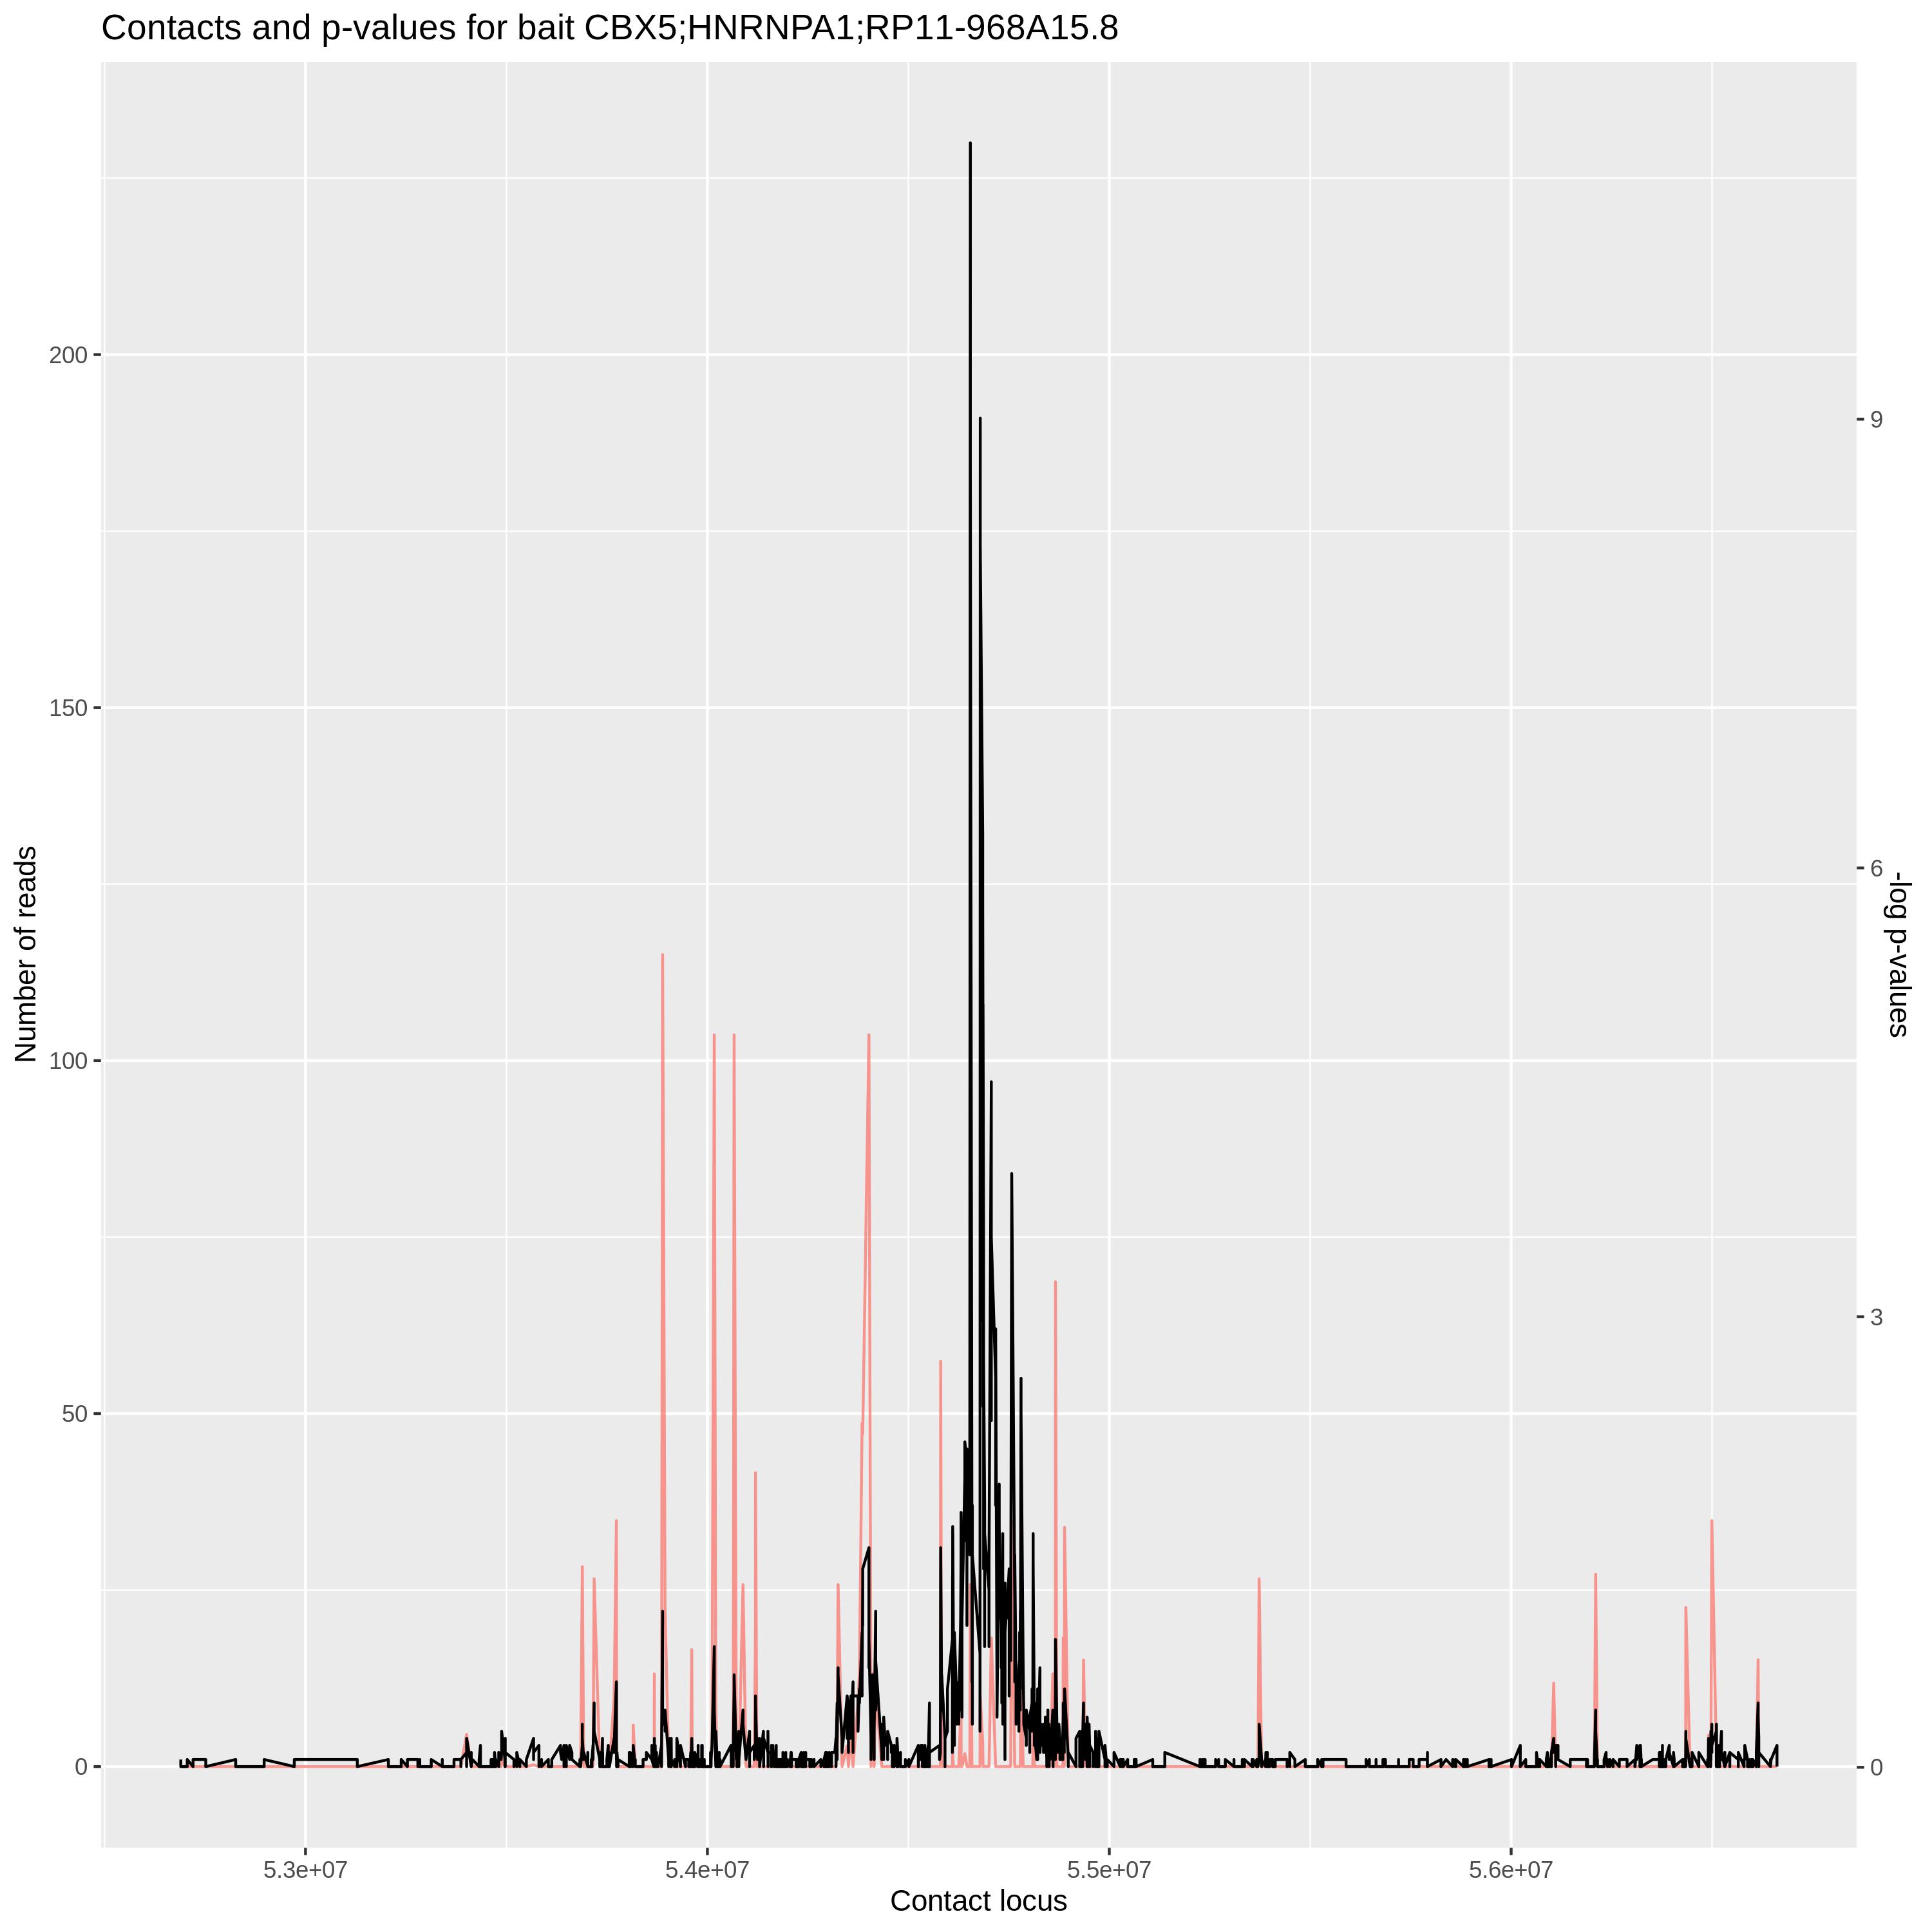 Contacts and p-values for bait CBX5;HNRNPA1;RP11-968A15.8
Number of reads
200
150
100
50
0
9
6
3
0
-log p-values
5.3e+07 5.4e+07 5.5e+07 5.6e+07
Contact locus